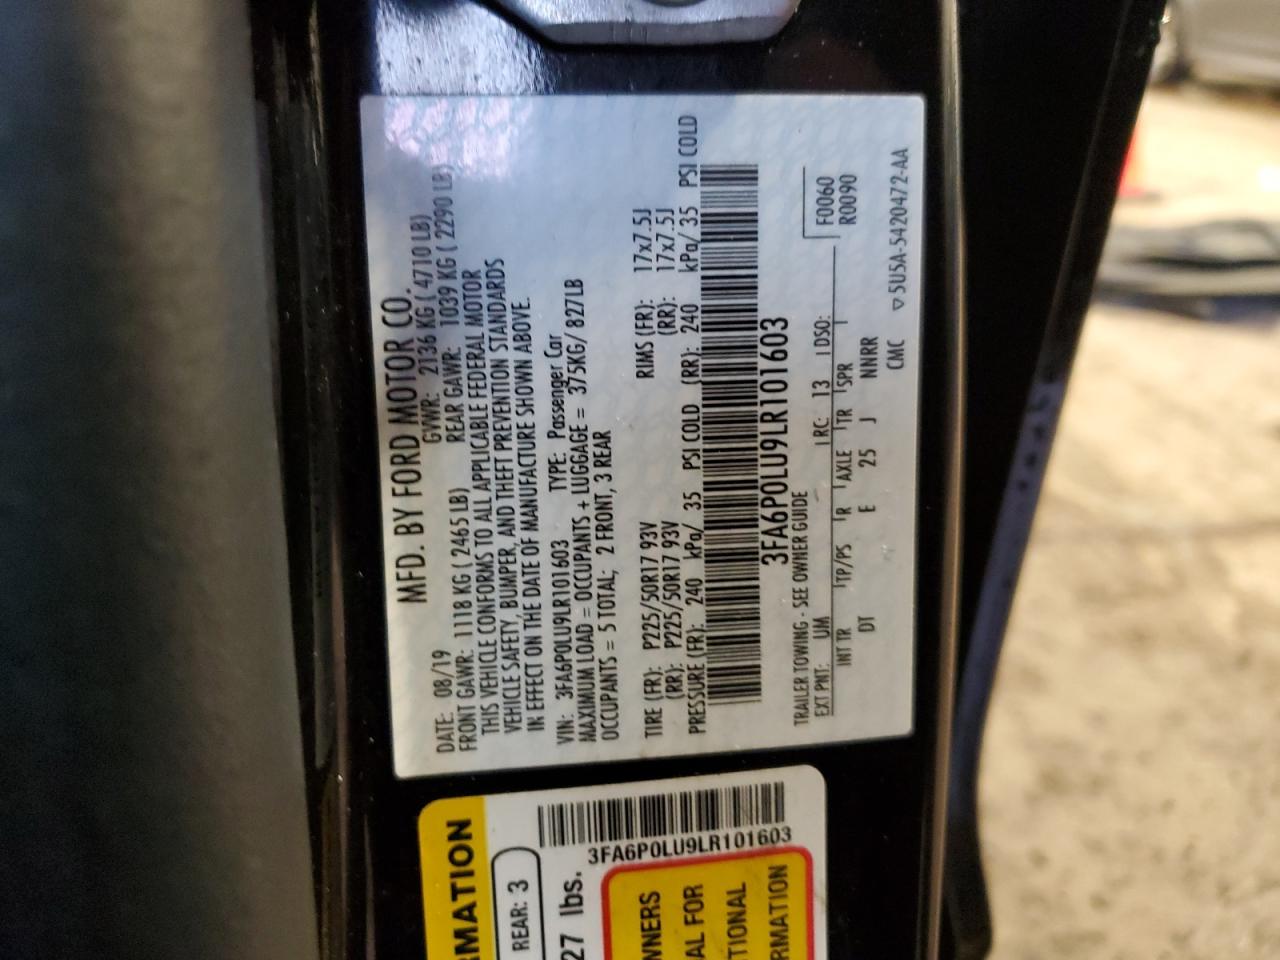 MFD. BY FORD MOTOR CO.
DATE: 08/19 GVWR: 2136 KG ( 4710 LB)
FRONT GAWR: 1118 KG ( 2465 LB) REAR GAWR: 1039 KG ( 2290 LB)
THIS VEHICLE CONFORMS TO ALL APPLICABLE FEDERAL MOTOR
VEHICLE SAFETY, BUMPER, AND THEFT PREVENTION STANDARDS
IN EFFECT ON THE DATE OF MANUFACTURE SHOWN ABOVE.
VIN: 3FA6P0LU9LR101603 TYPE: Passenger Car
MAXIMUM LOAD = OCCUPANTS + LUGGAGE = 375KG/ 827LB
OCCUPANTS = 5 TOTAL; 2 FRONT, 3 REAR
TIRE (FR): P225/50R17 93V RIMS (FR): 17x7.5J
(RR): P225/50R17 93V (RR): 17x7.5J
PRESSURE (FR): 240 kPa/ 35 PSI COLD (RR): 240 kPa/ 35 PSI COLD
3FA6P0LU9LR101603
TRAILER TOWING - SEE OWNER GUIDE
EXT PNT: UM RC: 13 DSO: F0060
R0090
INT TR TP/PS R AXLE TR SPR
DT E 25 J NNRR
CMC ▽5U5A-5420472-AA
RMATION
REAR: 3
27 lbs.
3FA6P0LU9LR101603
WNERS
AL FOR
TIONAL
RMATION